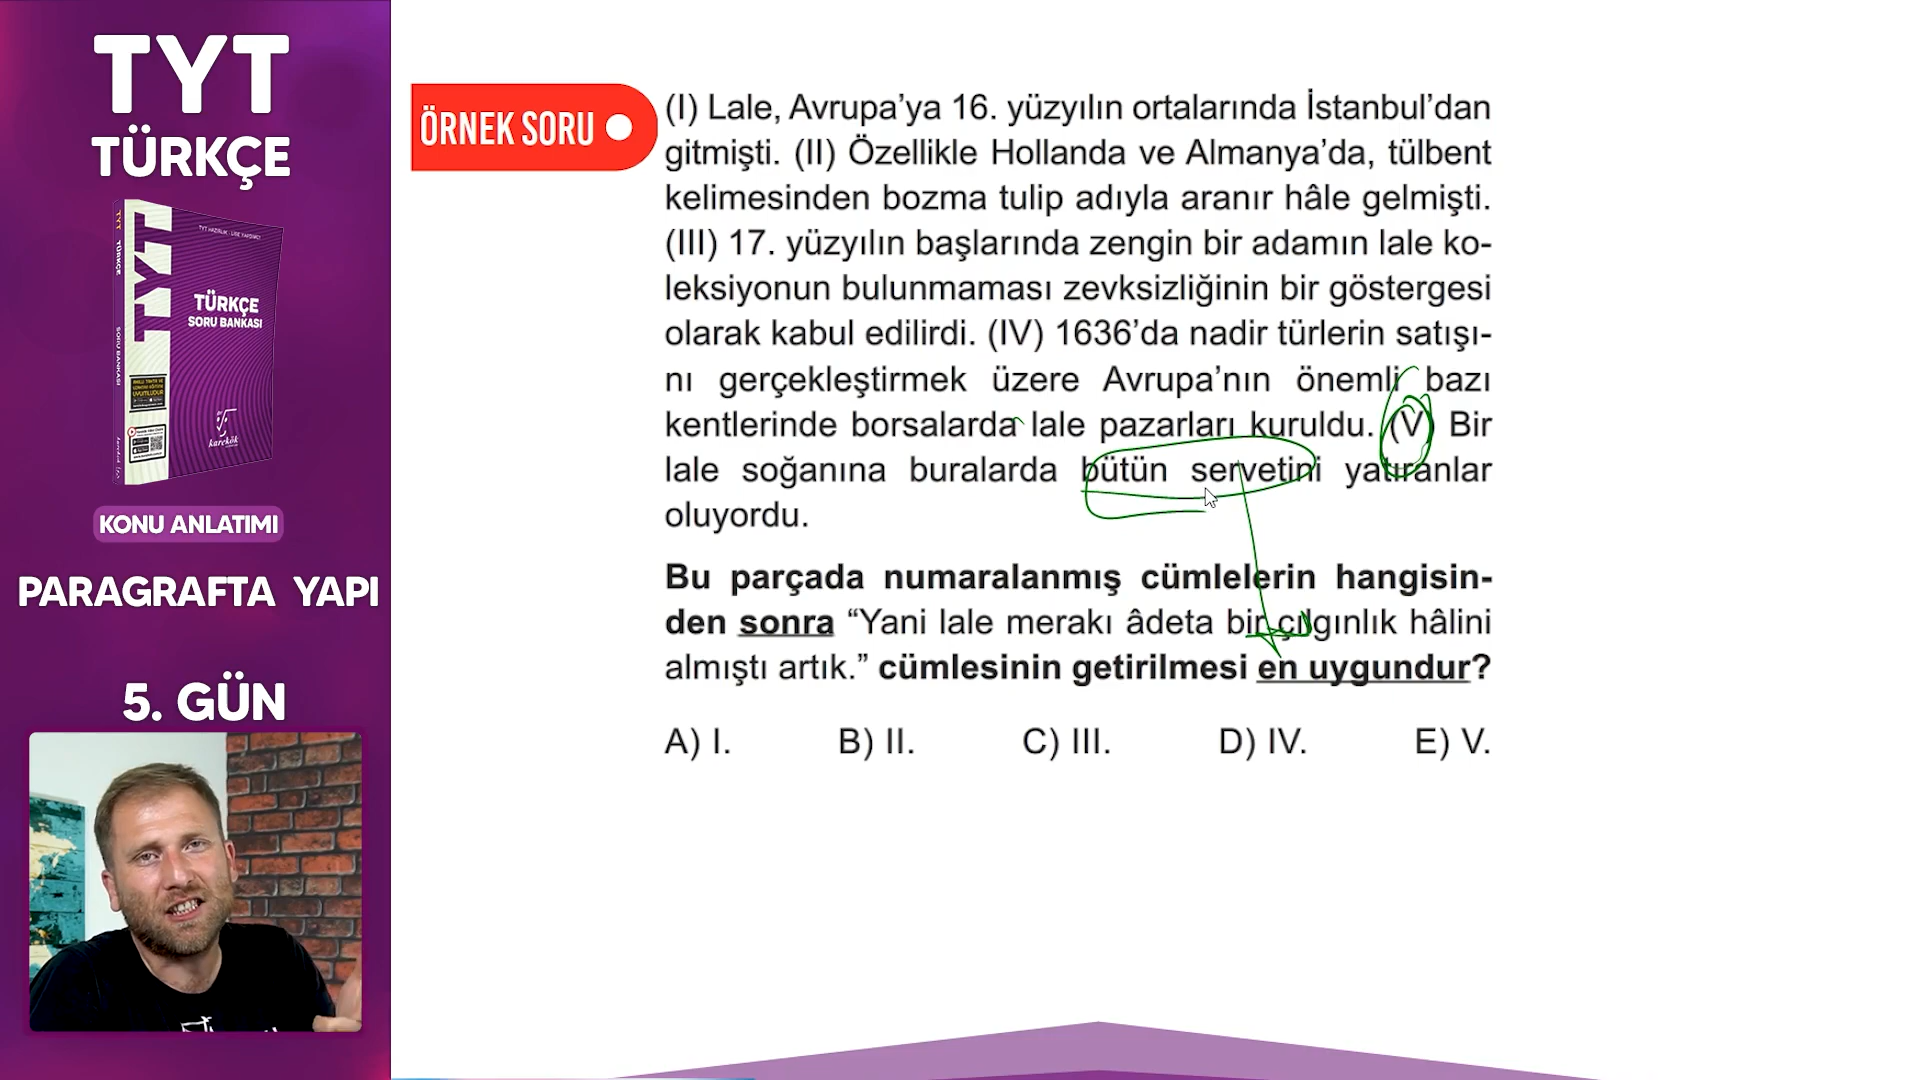 TYT
TÜRKÇE
TYT
TÜRKÇE
SORU BANKASI
karekök
KONU ANLATIMI
PARAGRAFTA YAPI
5. GÜN
ÖRNEK SORU
(I) Lale, Avrupa’ya 16. yüzyılın ortalarında İstanbul’dan
gitmişti. (II) Özellikle Hollanda ve Almanya’da, tülbent
kelimesinden bozma tulip adıyla aranır hâle gelmişti.
(III) 17. yüzyılın başlarında zengin bir adamın lale ko-
leksiyonun bulunmaması zevksizliğinin bir göstergesi
olarak kabul edilirdi. (IV) 1636’da nadir türlerin satışı-
nı gerçekleştirmek üzere Avrupa’nın önemli bazı
kentlerinde borsalarda lale pazarları kuruldu. (V) Bir
lale soğanına buralarda bütün servetini yatıranlar
oluyordu.
Bu parçada numaralanmış cümlelerin hangisin-
den sonra “Yani lale merakı âdeta bir çılgınlık hâlini
almıştı artık.” cümlesinin getirilmesi en uygundur?
A) I. B) II. C) III. D) IV. E) V.